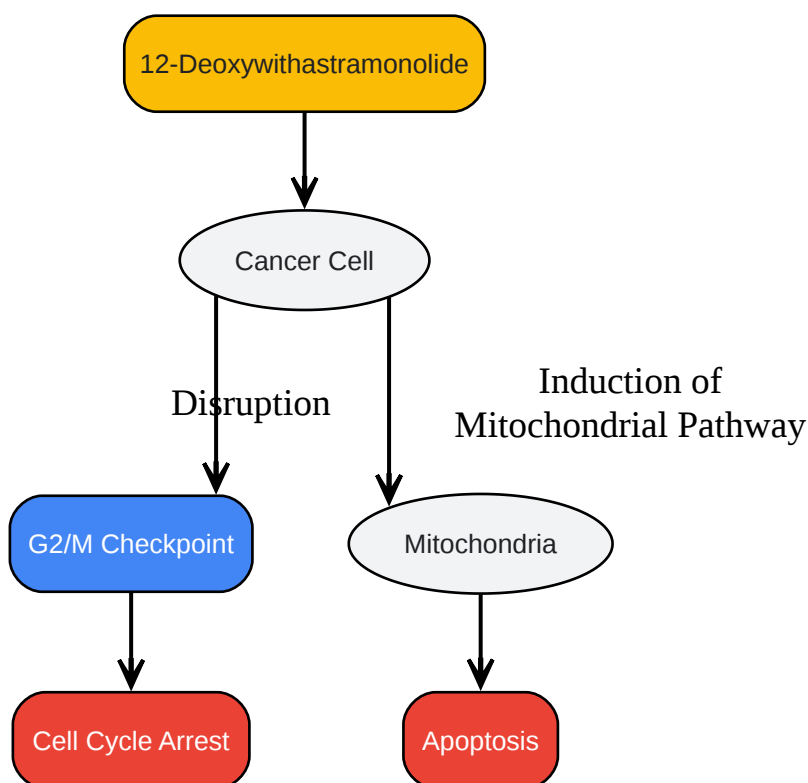 12-Deoxywithastramonolide
Cancer Cell
Disruption
Induction of
Mitochondrial Pathway
G2/M Checkpoint
Mitochondria
Cell Cycle Arrest
Apoptosis